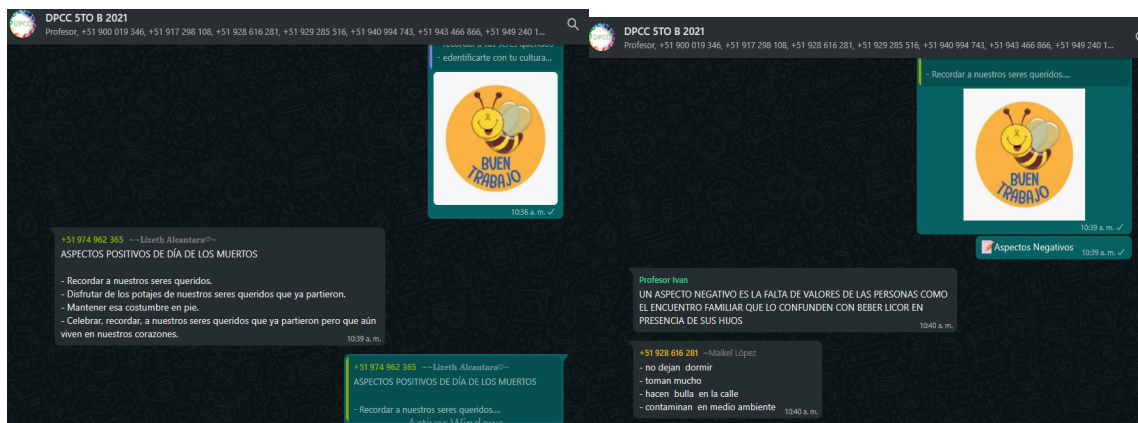 DPCC 5TO B 2021
Profesor, +51 900 019 346, +51 917 298 108, +51 928 616 281, +51 929 285 516, +51 940 994 743, +51 943 466 866, +51 949 240 1...
- edentificarte con tu cultura...
BUEN
TRABAJO
10:36 a. m.
+51 974 962 365 ~~Lizeth Alcantara♡~
ASPECTOS POSITIVOS DE DÍA DE LOS MUERTOS
- Recordar a nuestros seres queridos.
- Disfrutar de los potajes de nuestros seres queridos que ya partieron.
- Mantener esa costumbre en pie.
- Celebrar, recordar, a nuestros seres queridos que ya partieron pero que aún
viven en nuestros corazones.
10:39 a. m.
+51 974 962 365 ~~Lizeth Alcantara♡~
ASPECTOS POSITIVOS DE DÍA DE LOS MUERTOS
- Recordar a nuestros seres queridos....
Activar Windows
DPCC 5TO B 2021
Profesor, +51 900 019 346, +51 917 298 108, +51 928 616 281, +51 929 285 516, +51 940 994 743, +51 943 466 866, +51 949 240 1...
- Recordar a nuestros seres queridos....
BUEN
TRABAJO
10:39 a. m.
Aspectos Negativos 10:39 a. m.
Profesor Ivan
UN ASPECTO NEGATIVO ES LA FALTA DE VALORES DE LAS PERSONAS COMO
EL ENCUENTRO FAMILIAR QUE LO CONFUNDEN CON BEBER LICOR EN
PRESENCIA DE SUS HIJOS
10:40 a. m.
+51 928 616 281 ~Maikel López
- no dejan dormir
- toman mucho
- hacen bulla en la calle
- contaminan en medio ambiente 10:40 a. m.